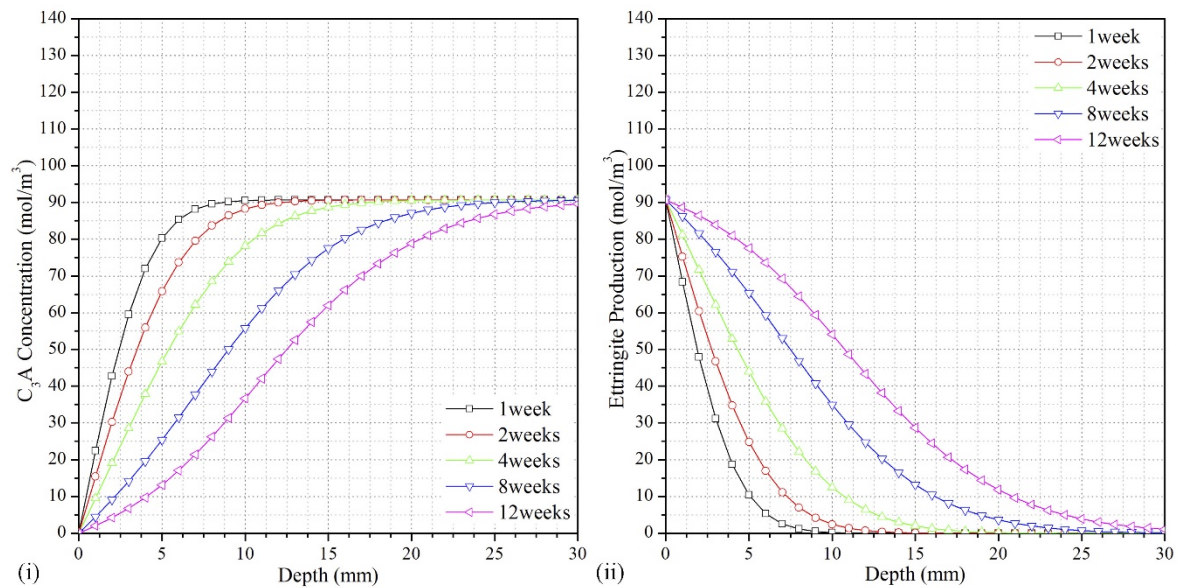 140
130
120
110
100
90
80
70
60
50
40
30
20
10
0
C₃A Concentration (mol/m³)
1week
2weeks
4weeks
8weeks
12weeks
0 5 10 15 20 25 30
Depth (mm)
(i)
140
130
120
110
100
90
80
70
60
50
40
30
20
10
0
Ettringite Production (mol/m³)
1week
2weeks
4weeks
8weeks
12weeks
0 5 10 15 20 25 30
Depth (mm)
(ii)